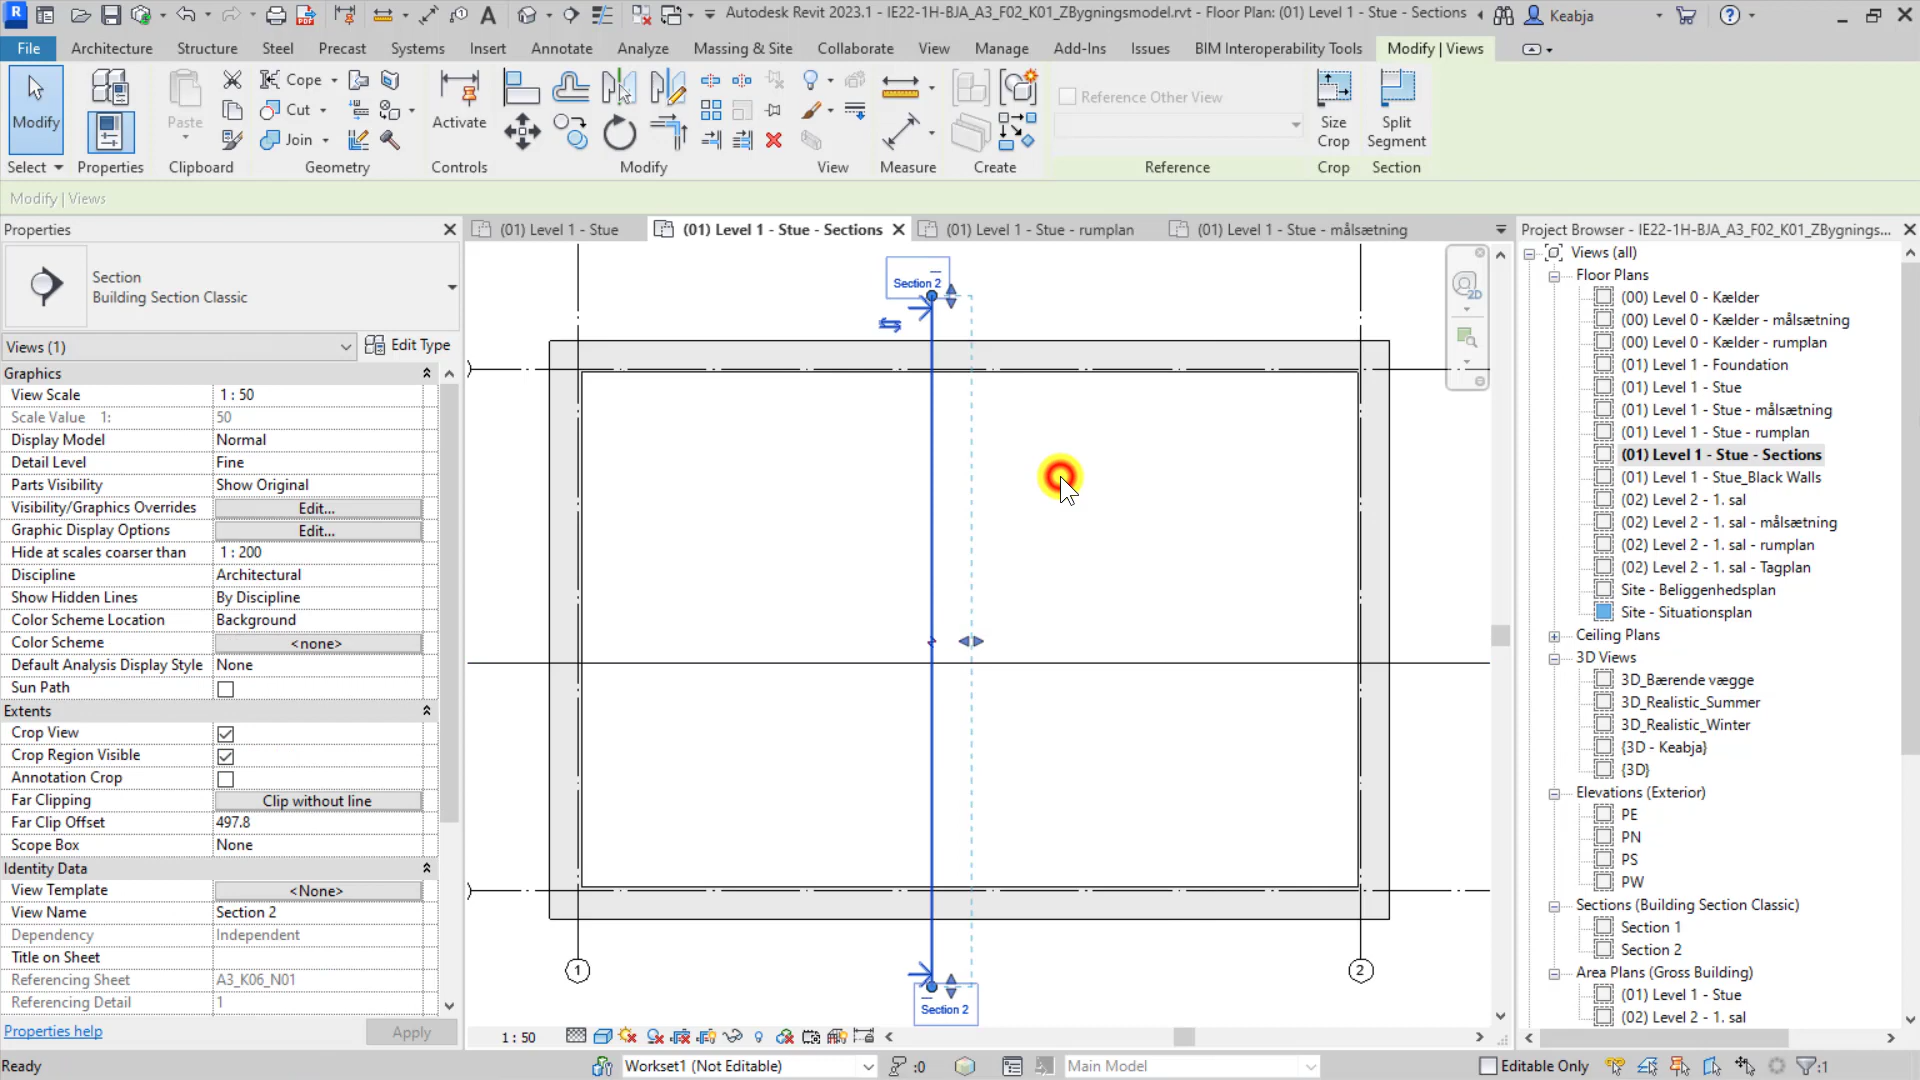 Autodesk Revit 2023.1 - IE22-1H-BJA_A3_F02_K01_ZBygningsmodel.rvt - Floor Plan: (01) Level 1 - Stue - Sections
Keabja
File Architecture Structure Steel Precast Systems Insert Annotate Analyze Massing & Site Collaborate View Manage Add-Ins Issues BIM Interoperability Tools Modify | Views
Modify
Paste
Cope
Cut
Join
Activate
Reference Other View
Size Crop
Split Segment
Select Properties Clipboard Geometry Controls Modify View Measure Create Reference Crop Section
Modify | Views
Properties
Section
Building Section Classic
Views (1)
Edit Type
Graphics
View Scale 1 : 50
Scale Value 1: 50
Display Model Normal
Detail Level Fine
Parts Visibility Show Original
Visibility/Graphics Overrides Edit...
Graphic Display Options Edit...
Hide at scales coarser than 1 : 200
Discipline Architectural
Show Hidden Lines By Discipline
Color Scheme Location Background
Color Scheme <none>
Default Analysis Display Style None
Sun Path
Extents
Crop View
Crop Region Visible
Annotation Crop
Far Clipping Clip without line
Far Clip Offset 497.8
Scope Box None
Identity Data
View Template <None>
View Name Section 2
Dependency Independent
Title on Sheet
Referencing Sheet A3_K06_N01
Referencing Detail 1
Properties help
Apply
(01) Level 1 - Stue
(01) Level 1 - Stue - Sections
(01) Level 1 - Stue - rumplan
(01) Level 1 - Stue - målsætning
Section 2
2D
1
2
Section 2
1 : 50
Project Browser - IE22-1H-BJA_A3_F02_K01_ZBygnings...
Views (all)
Floor Plans
(00) Level 0 - Kælder
(00) Level 0 - Kælder - målsætning
(00) Level 0 - Kælder - rumplan
(01) Level 1 - Foundation
(01) Level 1 - Stue
(01) Level 1 - Stue - målsætning
(01) Level 1 - Stue - rumplan
(01) Level 1 - Stue - Sections
(01) Level 1 - Stue_Black Walls
(02) Level 2 - 1. sal
(02) Level 2 - 1. sal - målsætning
(02) Level 2 - 1. sal - rumplan
(02) Level 2 - 1. sal - Tagplan
Site - Beliggenhedsplan
Site - Situationsplan
Ceiling Plans
3D Views
3D_Bærende vægge
3D_Realistic_Summer
3D_Realistic_Winter
{3D - Keabja}
{3D}
Elevations (Exterior)
PE
PN
PS
PW
Sections (Building Section Classic)
Section 1
Section 2
Area Plans (Gross Building)
(01) Level 1 - Stue
(02) Level 2 - 1. sal
Ready
Workset1 (Not Editable)
:0
Main Model
Editable Only
:1